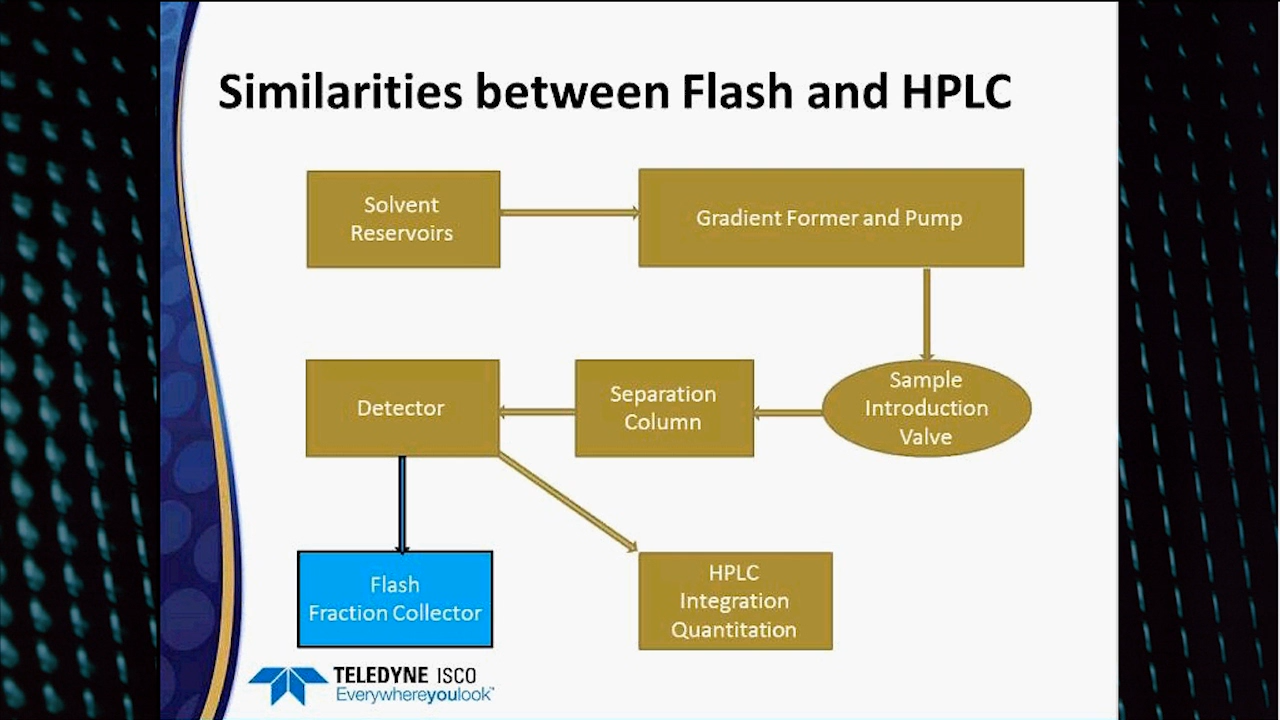 Similarities between Flash and HPLC
Solvent
Reservoirs
Gradient Former and Pump
Detector
Separation
Column
Sample
Introduction
Valve
Flash
Fraction Collector
HPLC
Integration
Quantitation
TELEDYNE ISCO
Everywhereyoulook™